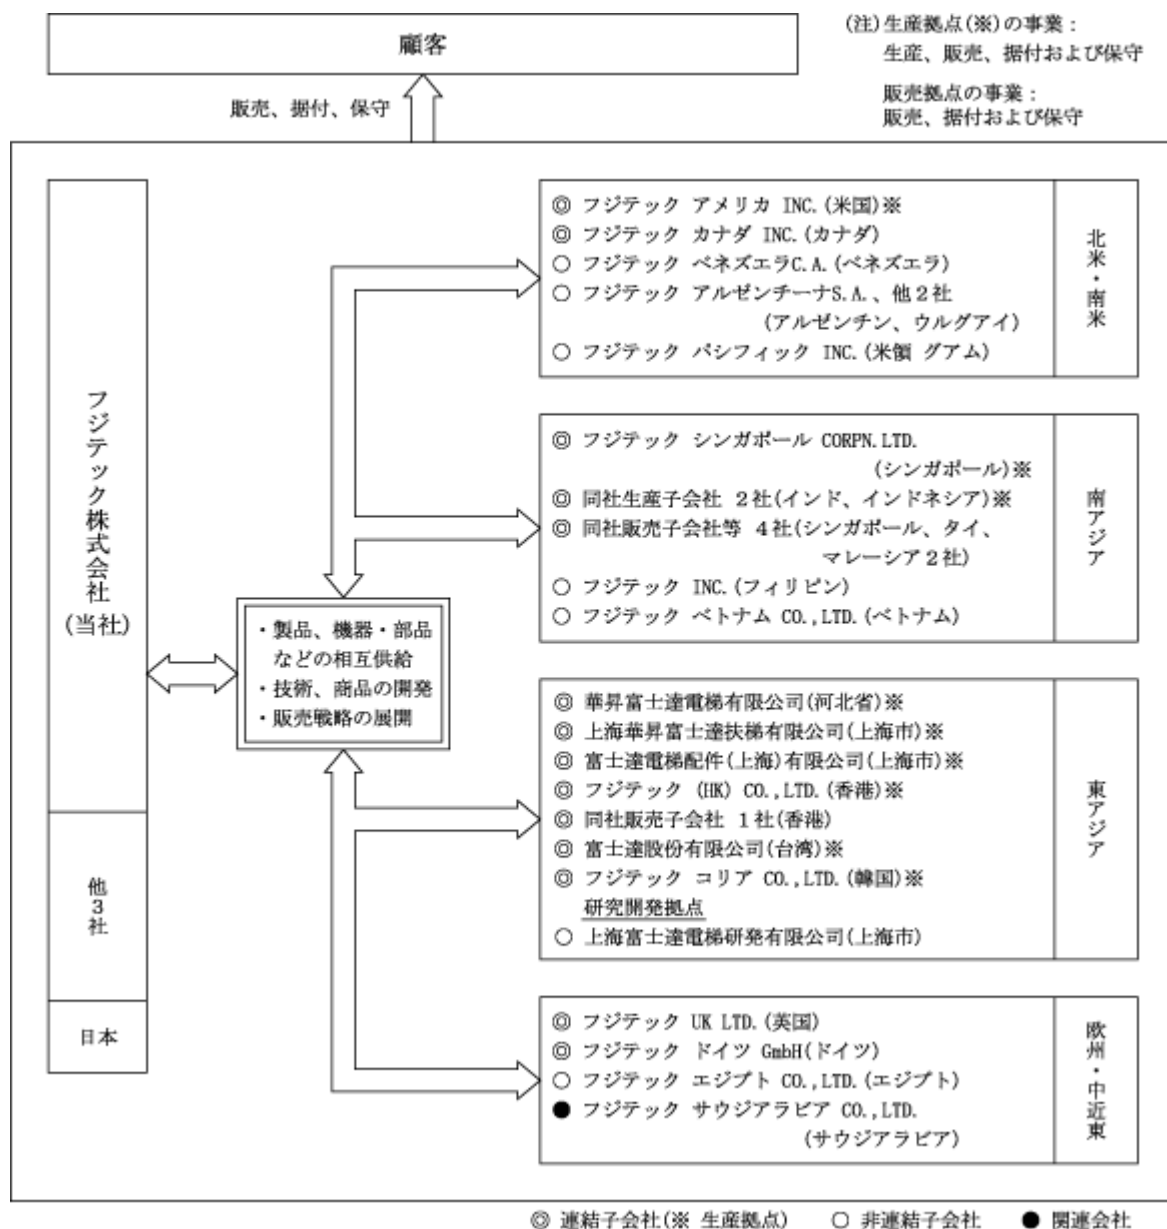 顧客
(注)生産拠点(※)の事業：
生産、販売、据付および保守
販売拠点の事業：
販売、据付および保守
販売、据付、保守
フジテック株式会社
(当社)
他3社
日本
・製品、機器・部品
などの相互供給
・技術、商品の開発
・販売戦略の展開
◎ フジテック アメリカ INC.(米国)※
◎ フジテック カナダ INC.(カナダ)
○ フジテック ベネズエラC.A.(ベネズエラ)
○ フジテック アルゼンチーナS.A.、他2社
(アルゼンチン、ウルグアイ)
○ フジテック パシフィック INC.(米領 グアム)
北米・南米
◎ フジテック シンガポール CORPN.LTD.
(シンガポール)※
◎ 同社生産子会社 2社(インド、インドネシア)※
◎ 同社販売子会社等 4社(シンガポール、タイ、
マレーシア2社)
○ フジテック INC.(フィリピン)
○ フジテック ベトナム CO.,LTD.(ベトナム)
南アジア
◎ 華昇富士達電梯有限公司(河北省)※
◎ 上海華昇富士達扶梯有限公司(上海市)※
◎ 富士達電梯配件(上海)有限公司(上海市)※
◎ フジテック (HK) CO.,LTD.(香港)※
◎ 同社販売子会社 1社(香港)
◎ 富士達股份有限公司(台湾)※
◎ フジテック コリア CO.,LTD.(韓国)※
研究開発拠点
○ 上海富士達電梯研発有限公司(上海市)
東アジア
◎ フジテック UK LTD.(英国)
◎ フジテック ドイツ GmbH(ドイツ)
○ フジテック エジプト CO.,LTD.(エジプト)
● フジテック サウジアラビア CO.,LTD.
(サウジアラビア)
欧州・中近東
◎ 連結子会社(※ 生産拠点) ○ 非連結子会社 ● 関連会社